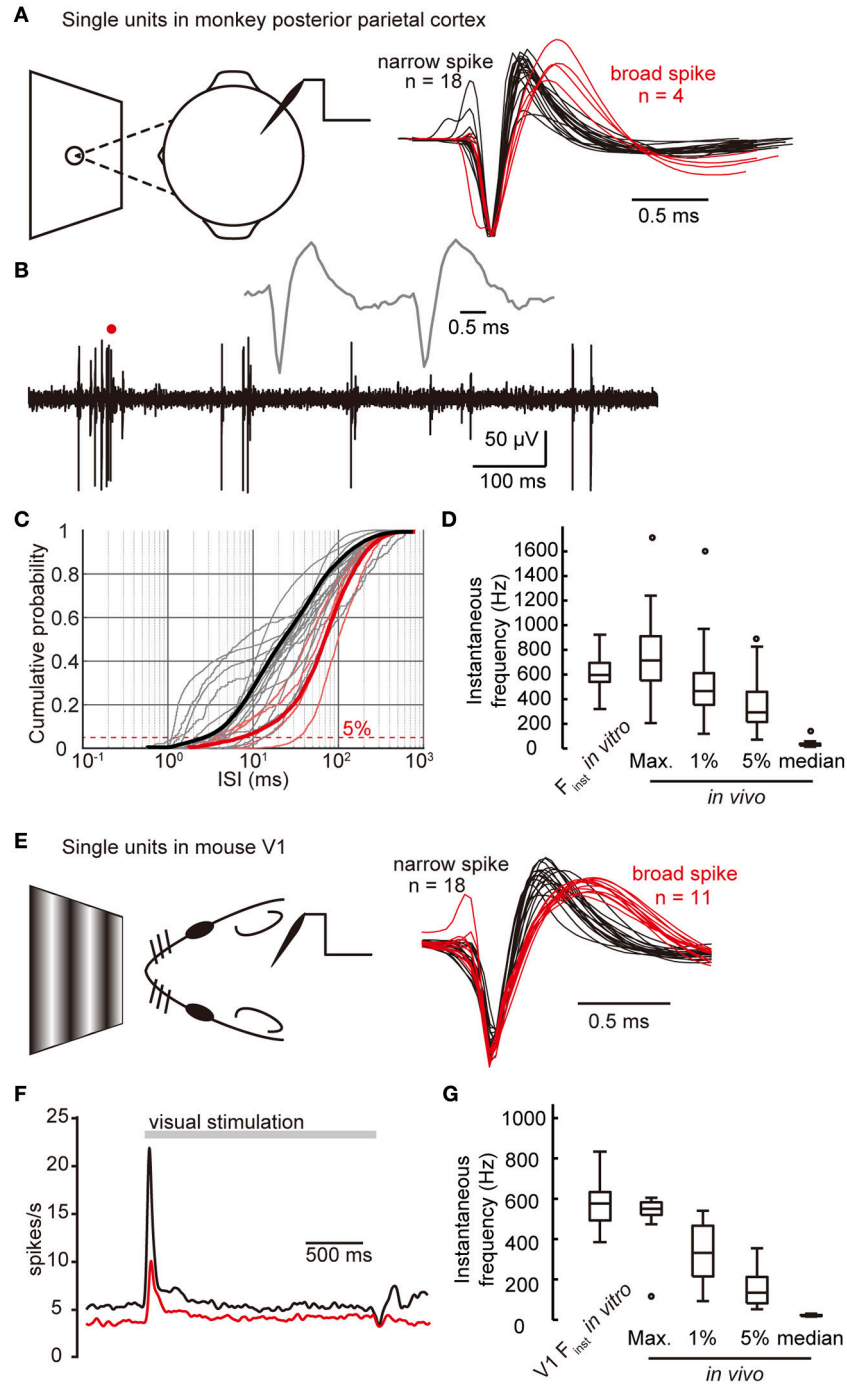 A
Single units in monkey posterior parietal cortex
narrow spike
n = 18
broad spike
n = 4
0.5 ms
B
0.5 ms
50 µV
100 ms
C
Cumulative probability
1
0.8
0.6
0.4
0.2
0
5%
10-1
10⁰
10¹
10²
10³
ISI (ms)
D
Instantaneous
frequency (Hz)
1600
1400
1200
1000
800
600
400
200
0
Finst in vitro
Max.
1%
5%
median
in vivo
E
Single units in mouse V1
narrow spike
n = 18
broad spike
n = 11
0.5 ms
F
visual stimulation
spikes/s
25
20
15
10
5
0
500 ms
G
Instantaneous
frequency (Hz)
1000
800
600
400
200
0
V1 Finst in vitro
Max.
1%
5%
median
in vivo